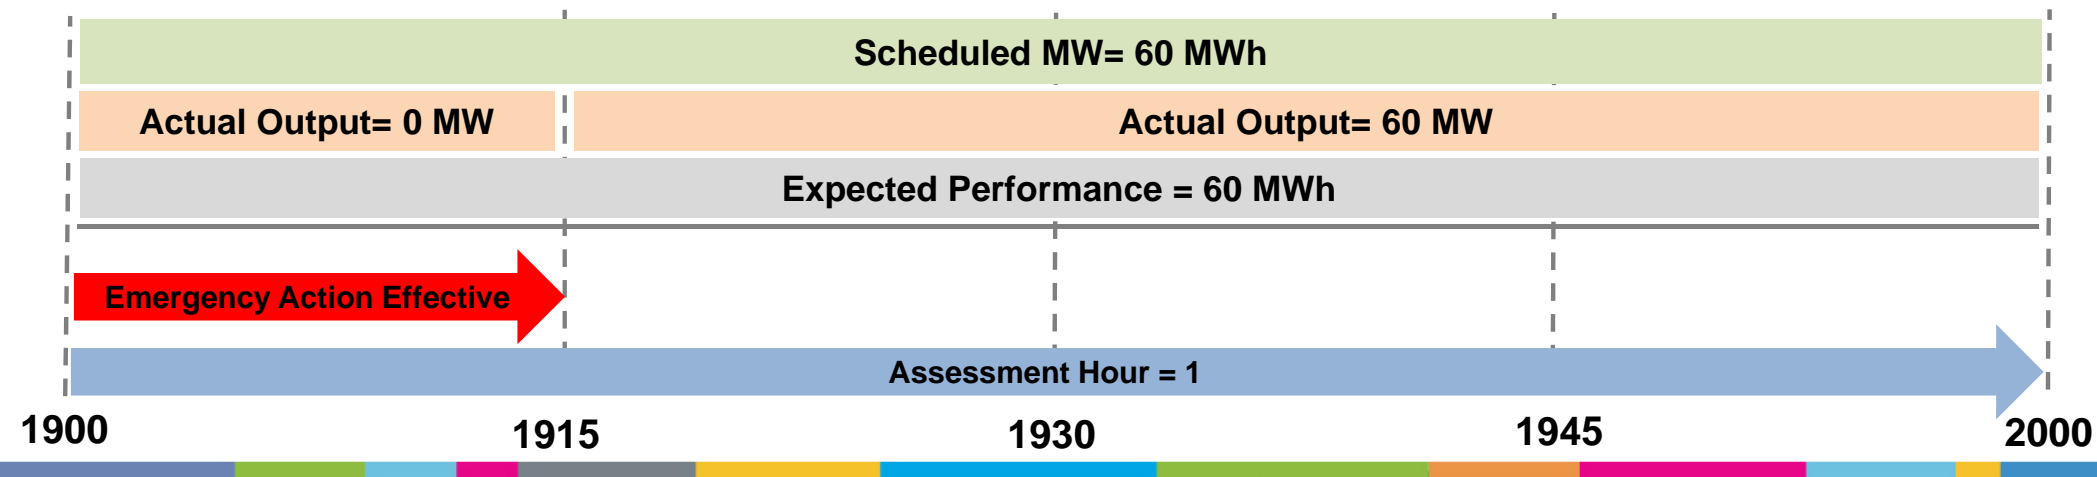 Scheduled MW= 60 MWh
Actual Output= 0 MW
Actual Output= 60 MW
Expected Performance = 60 MWh
Emergency Action Effective
Assessment Hour = 1
1900
1915
1930
1945
2000